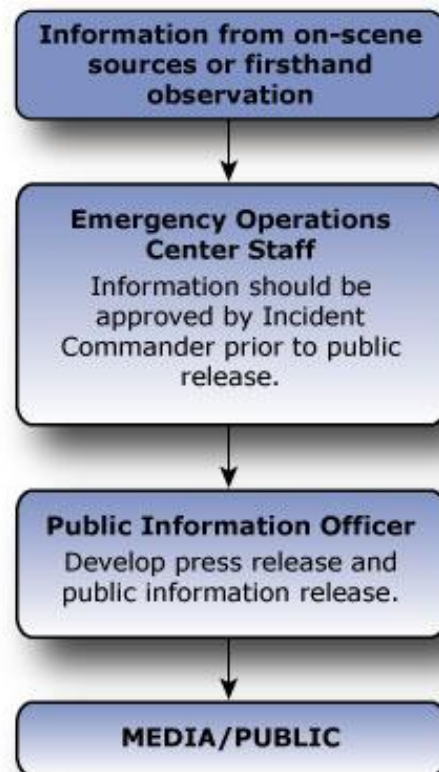 Information from on-scene
sources or firsthand
observation
Emergency Operations
Center Staff
Information should be
approved by Incident
Commander prior to public
release.
Public Information Officer
Develop press release and
public information release.
MEDIA/PUBLIC